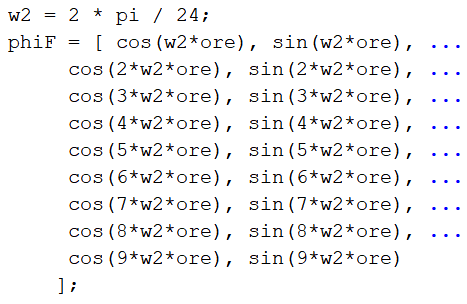 w2 = 2 * pi / 24;
phiF = [ cos(w2*ore), sin(w2*ore), ...
cos(2*w2*ore), sin(2*w2*ore), ...
cos(3*w2*ore), sin(3*w2*ore), ...
cos(4*w2*ore), sin(4*w2*ore), ...
cos(5*w2*ore), sin(5*w2*ore), ...
cos(6*w2*ore), sin(6*w2*ore), ...
cos(7*w2*ore), sin(7*w2*ore), ...
cos(8*w2*ore), sin(8*w2*ore), ...
cos(9*w2*ore), sin(9*w2*ore)
];